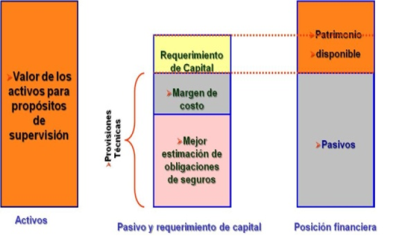 Valor de los
activos para
propósitos
de
supervisión
Activos
Provisiones
Técnicas
Requerimiento
de Capital
Margen de
costo
Mejor
estimación de
obligaciones
de seguros
Pasivo y requerimiento de capital
Patrimonio
disponible
Pasivos
Posición financiera